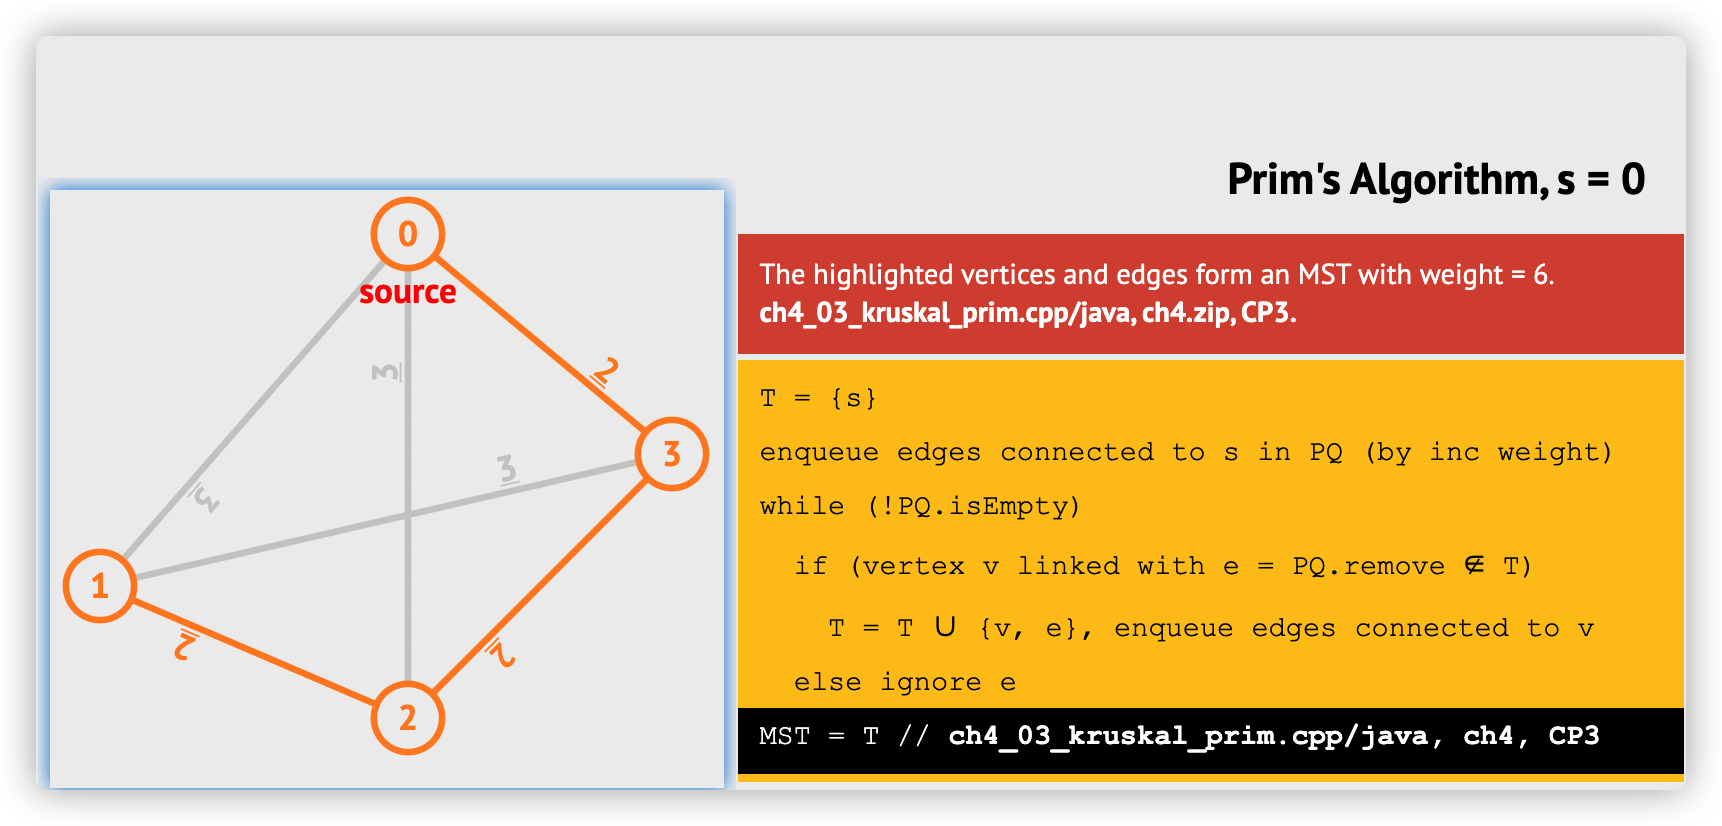 Prim's Algorithm, s = 0
0
source
2
3
3
3
3
1
2
2
2
The highlighted vertices and edges form an MST with weight = 6.
ch4_03_kruskal_prim.cpp/java, ch4.zip, CP3.
T = {s}
enqueue edges connected to s in PQ (by inc weight)
while (!PQ.isEmpty)
if (vertex v linked with e = PQ.remove ∉ T)
T = T ∪ {v, e}, enqueue edges connected to v
else ignore e
MST = T // ch4_03_kruskal_prim.cpp/java, ch4, CP3